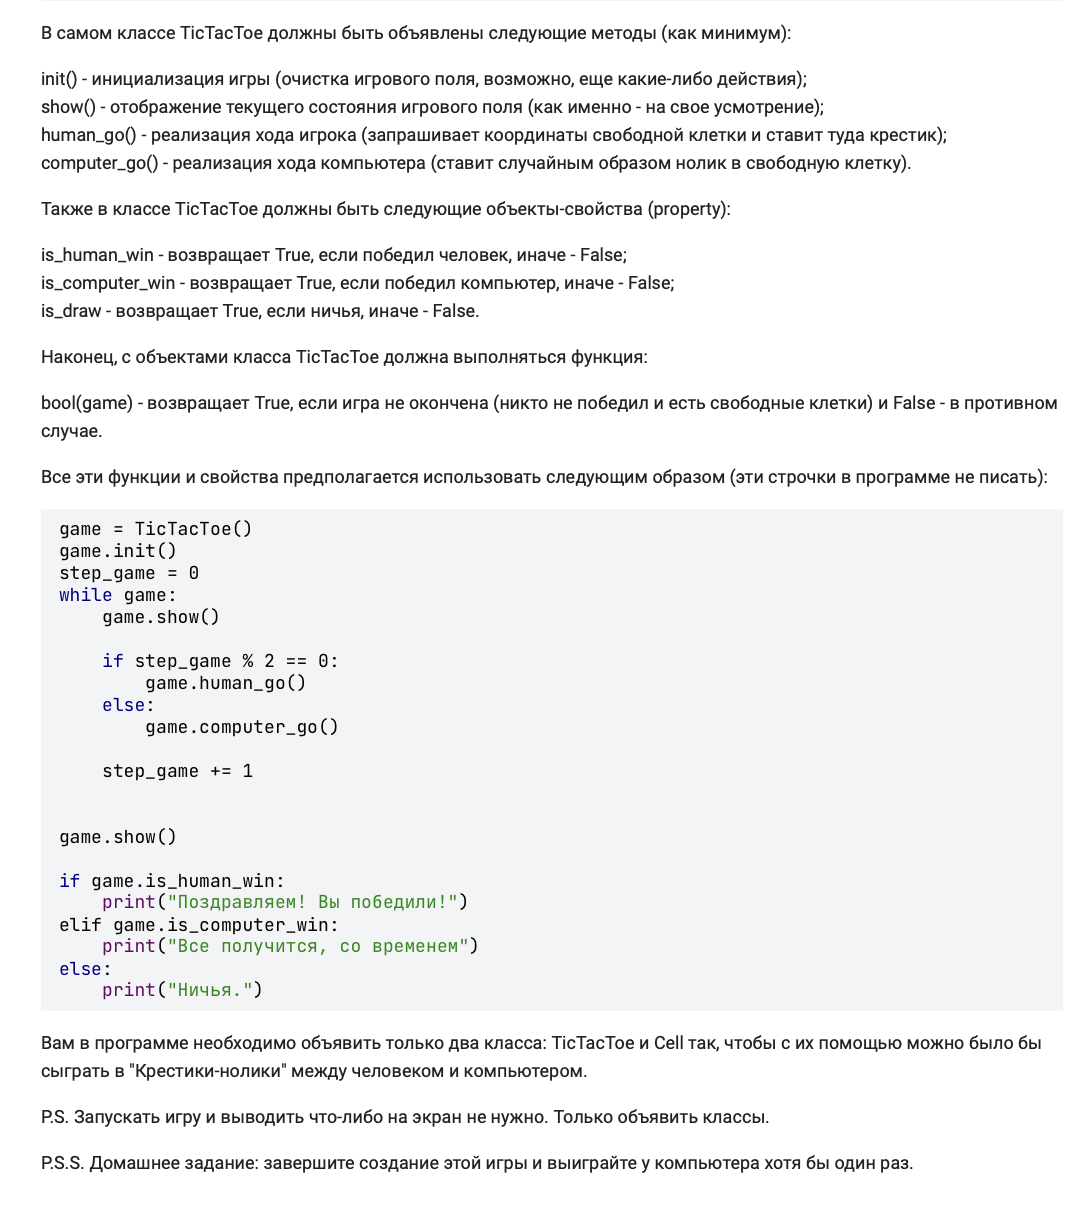 В самом классе TicTacToe должны быть объявлены следующие методы (как минимум):
init() - инициализация игры (очистка игрового поля, возможно, еще какие-либо действия);
show() - отображение текущего состояния игрового поля (как именно - на свое усмотрение);
human_go() - реализация хода игрока (запрашивает координаты свободной клетки и ставит туда крестик);
computer_go() - реализация хода компьютера (ставит случайным образом нолик в свободную клетку).
Также в классе TicTacToe должны быть следующие объекты-свойства (property):
is_human_win - возвращает True, если победил человек, иначе - False;
is_computer_win - возвращает True, если победил компьютер, иначе - False;
is_draw - возвращает True, если ничья, иначе - False.
Наконец, с объектами класса TicTacToe должна выполняться функция:
bool(game) - возвращает True, если игра не окончена (никто не победил и есть свободные клетки) и False - в противном
случае.
Все эти функции и свойства предполагается использовать следующим образом (эти строчки в программе не писать):
game = TicTacToe()
game.init()
step_game = 0
while game:
    game.show()
    if step_game % 2 == 0:
        game.human_go()
    else:
        game.computer_go()
    step_game += 1
game.show()
if game.is_human_win:
    print("Поздравляем! Вы победили!")
elif game.is_computer_win:
    print("Все получится, со временем")
else:
    print("Ничья.")
Вам в программе необходимо объявить только два класса: TicTacToe и Cell так, чтобы с их помощью можно было бы
сыграть в "Крестики-нолики" между человеком и компьютером.
P.S. Запускать игру и выводить что-либо на экран не нужно. Только объявить классы.
P.S.S. Домашнее задание: завершите создание этой игры и выиграйте у компьютера хотя бы один раз.